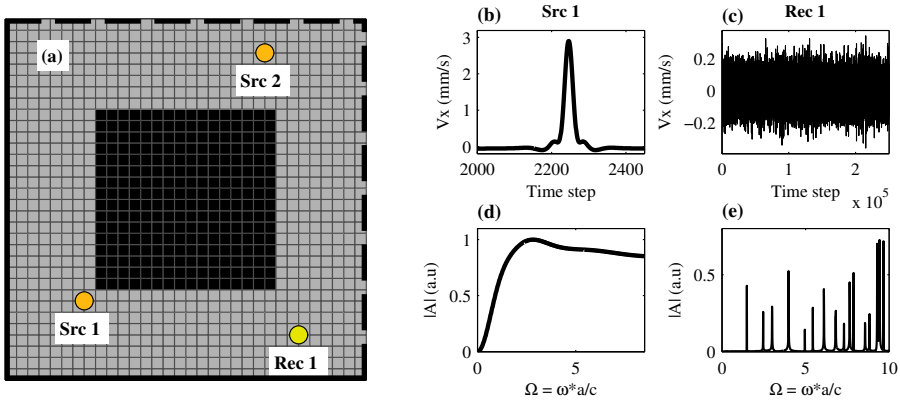 (a)
Src 2
Src 1
Rec 1
(b) Src 1
Vx (mm/s)
3
2
1
0
2000 2200 2400
Time step
(c) Rec 1
Vx (mm/s)
0.2
0
−0.2
0 1 2
Time step x 10^5
(d)
|A| (a.u)
1
0.5
0
0 5
Ω = ω*a/c
(e)
|A| (a.u)
0.5
0
0 5 10
Ω = ω*a/c